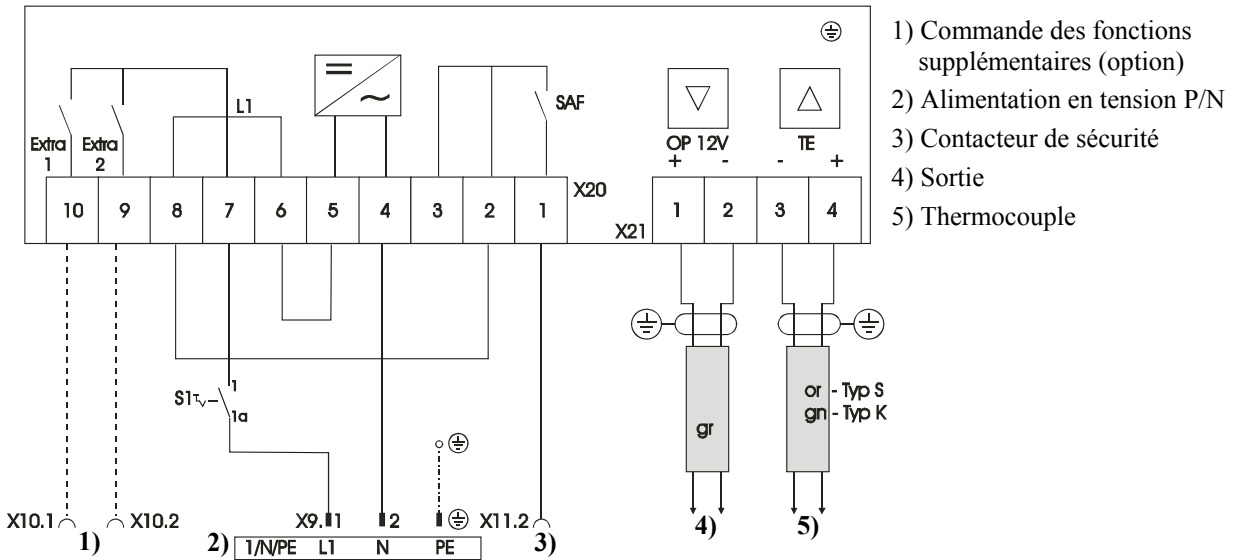 1) Commande des fonctions
supplémentaires (option)
2) Alimentation en tension P/N
3) Contacteur de sécurité
4) Sortie
5) Thermocouple
L1
SAF
Extra 1
Extra 2
OP 12V
+ -
TE
- +
10 9 8 7 6 5 4 3 2 1
X20
X21
1 2 3 4
S1
1
1a
gr
or - Typ S
gn - Typ K
X10.1
X10.2
X9.1
2
X11.2
1)
2)
1/N/PE L1 N PE
3)
4)
5)